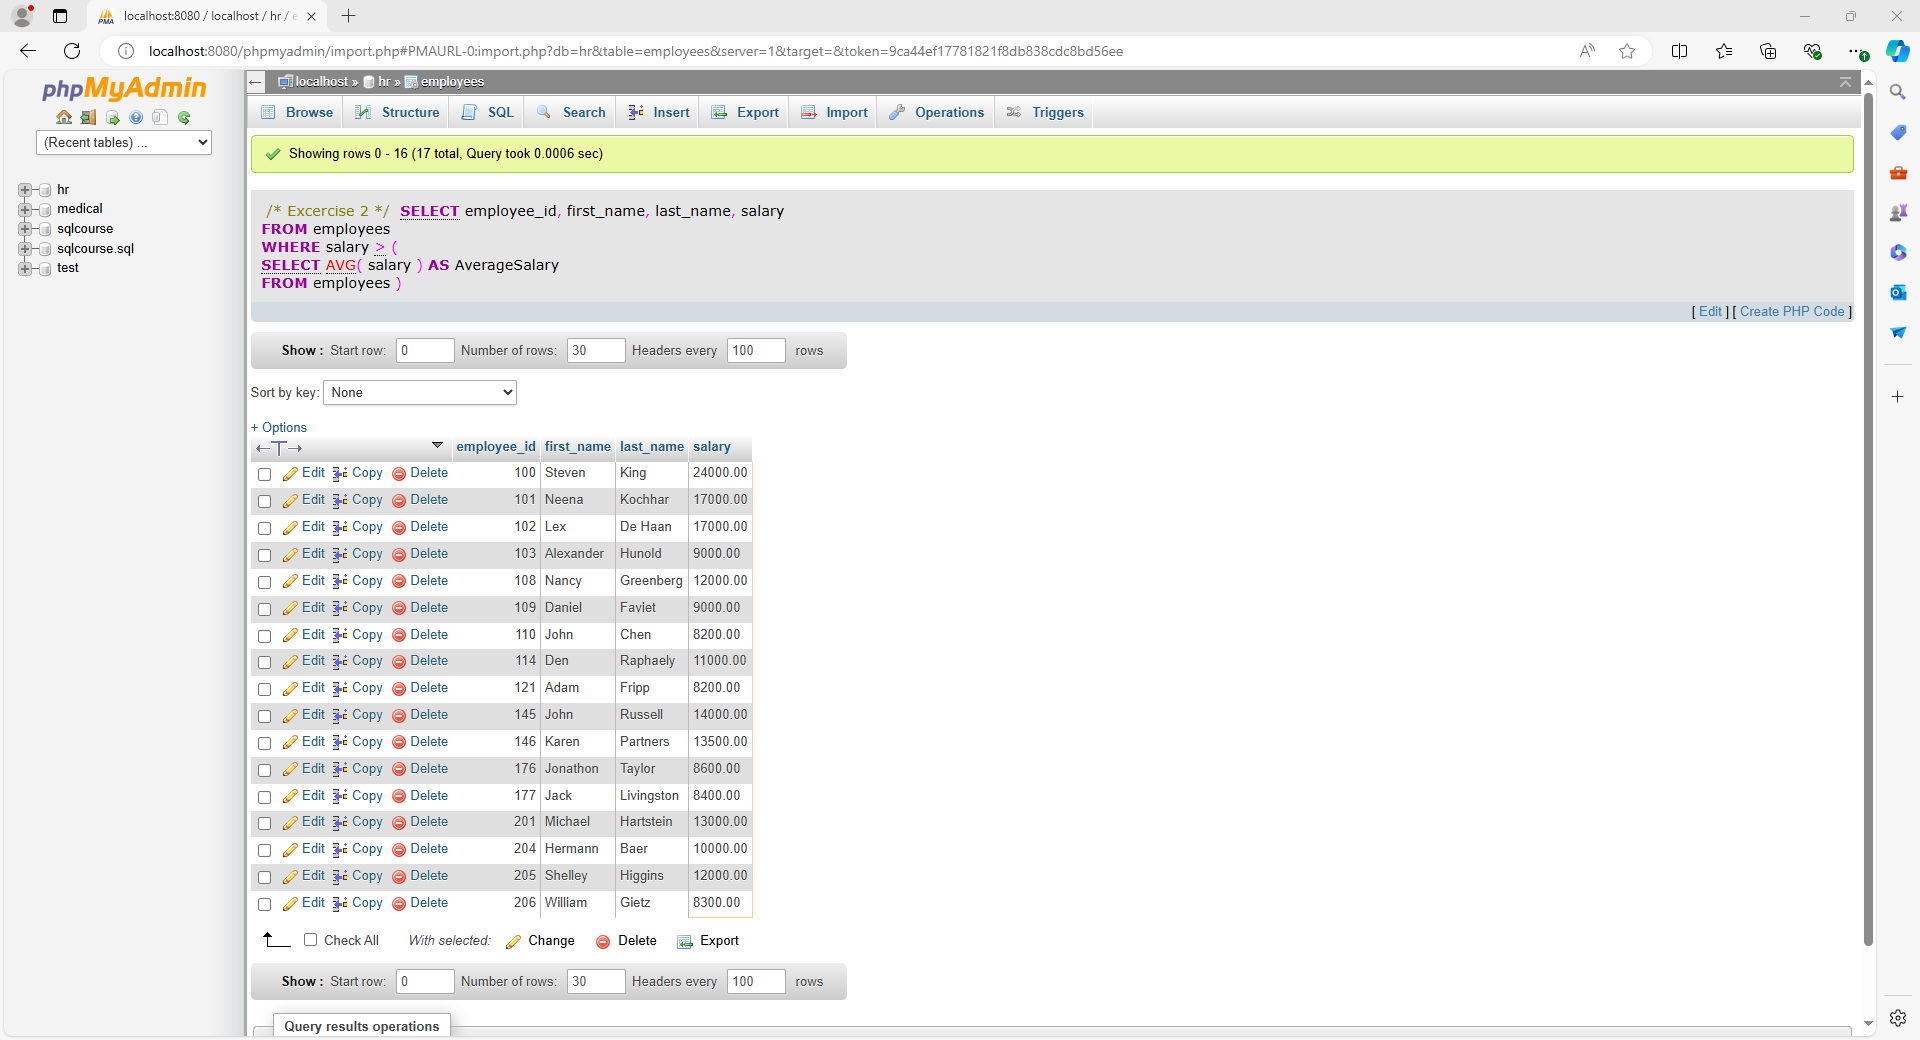 localhost:8080 / localhost / hr / e
localhost:8080/phpmyadmin/import.php#PMAURL-0:import.php?db=hr&table=employees&server=1&target=&token=9ca44ef17781821f8db838cdc8bd56ee
phpMyAdmin
(Recent tables) ...
hr
medical
sqlcourse
sqlcourse.sql
test
localhost » hr » employees
Browse Structure SQL Search Insert Export Import Operations Triggers
Showing rows 0 - 16 (17 total, Query took 0.0006 sec)
/* Excercise 2 */ SELECT employee_id, first_name, last_name, salary
FROM employees
WHERE salary > (
SELECT AVG( salary ) AS AverageSalary
FROM employees )
[ Edit ] [ Create PHP Code ]
Show : Start row: 0 Number of rows: 30 Headers every 100 rows
Sort by key: None
+ Options
←T→ employee_id first_name last_name salary
Edit Copy Delete 100 Steven King 24000.00
Edit Copy Delete 101 Neena Kochhar 17000.00
Edit Copy Delete 102 Lex De Haan 17000.00
Edit Copy Delete 103 Alexander Hunold 9000.00
Edit Copy Delete 108 Nancy Greenberg 12000.00
Edit Copy Delete 109 Daniel Faviet 9000.00
Edit Copy Delete 110 John Chen 8200.00
Edit Copy Delete 114 Den Raphaely 11000.00
Edit Copy Delete 121 Adam Fripp 8200.00
Edit Copy Delete 145 John Russell 14000.00
Edit Copy Delete 146 Karen Partners 13500.00
Edit Copy Delete 176 Jonathon Taylor 8600.00
Edit Copy Delete 177 Jack Livingston 8400.00
Edit Copy Delete 201 Michael Hartstein 13000.00
Edit Copy Delete 204 Hermann Baer 10000.00
Edit Copy Delete 205 Shelley Higgins 12000.00
Edit Copy Delete 206 William Gietz 8300.00
Check All With selected: Change Delete Export
Show : Start row: 0 Number of rows: 30 Headers every 100 rows
Query results operations